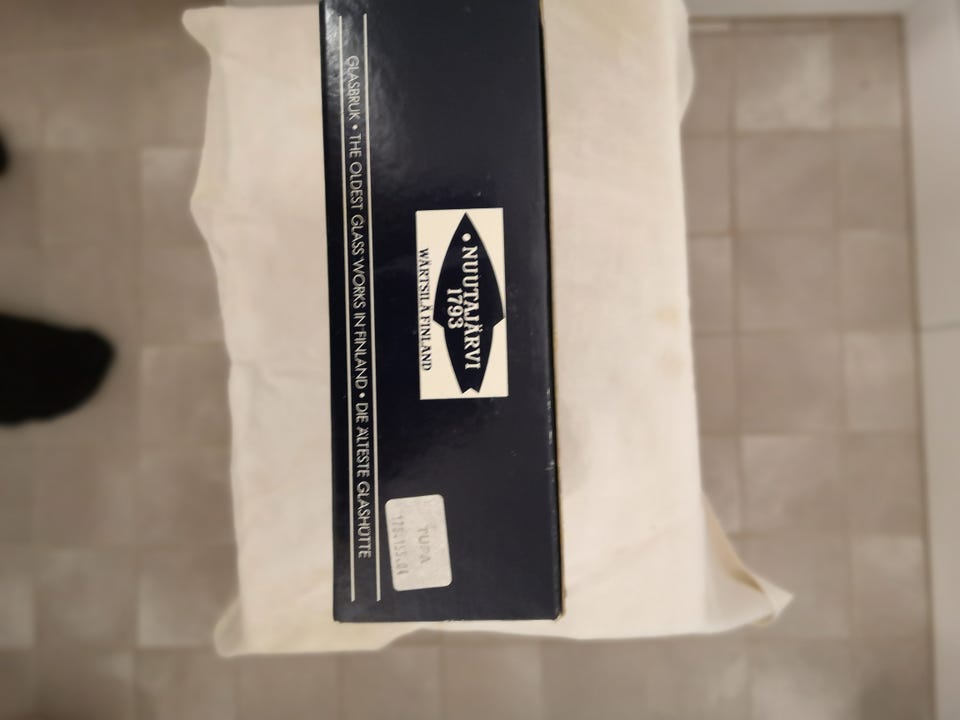 • NUUTAJÄRVI
1793
WÄRTSILÄ FINLAND
TUPA
GLASBRUK • THE OLDEST GLASS WORKS IN FINLAND • DIE ÄLTESTE GLASHÜTTE